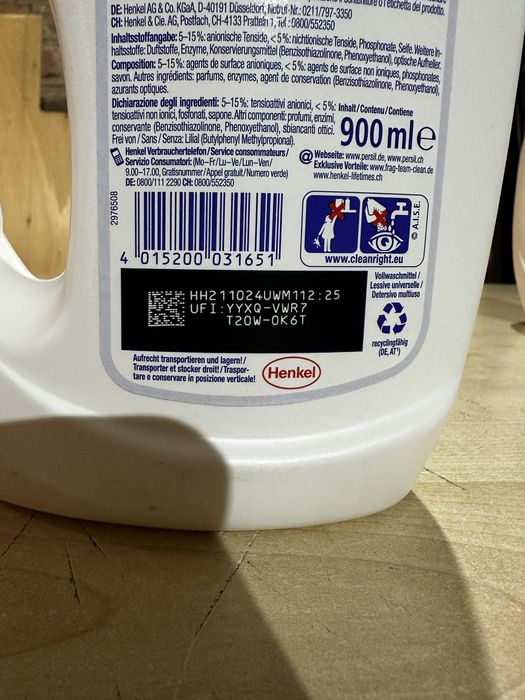 DE: Henkel AG & Co. KGaA, D-40191 Düsseldorf, Notruf-Nr.: 0211/797-3350
CH: Henkel & Cie. AG, Postfach, CH-4133 Pratteln 1, Tel.: 0800/552350
Inhaltsstoffangabe: 5–15% anionische Tenside, <5% nichtionische Tenside, Phosphonate, Seife. Weitere In-
haltsstoffe: Duftstoffe, Enzyme, Konservierungsmittel (Benzisothiazolinone, Phenoxyethanol), optische Aufheller.
Composition: 5–15%: agents de surface anioniques, <5%: agents de surface non ioniques, phosphonates,
savon. Autres ingrédients: parfums, enzymes, agent de conservation (Benzisothiazolinone, Phenoxyethanol),
azurants optiques.
Dichiarazione degli ingredienti: 5–15%: tensioattivi anionici, <5%:
tensioattivi non ionici, fosfonati, sapone. Altri componenti: profumi, enzimi,
conservante (Benzisothiazolinone, Phenoxyethanol), sbiancanti ottici.
Frei von / Sans / Senza: Lilial (Butylphenyl Methylpropional).
Inhalt / Contenu / Contiene
900 ml ℮
Henkel Verbrauchertelefon / Service consommateurs /
Servizio Consumatori: (Mo–Fr/Lu–Ve/Lun–Ven)
9.00–17.00, Gratisnummer / Appel gratuit / Numero verde)
DE: 0800/111 2290 CH: 0800/552350
@ Webseite: www.persil.de, www.persil.ch
Exklusive Vorteile: www.frag-team-clean.de
www.henkel-lifetimes.ch
2976508
4 015200 031651
www.cleanright.eu
© A.I.S.E.
HH211024UWM112:25
UFI:YYXQ-VWR7
T20W-0K6T
Vollwaschmittel /
Lessive universelle /
Detersivo multiuso
recyclingfähig
(DE, AT¹)
Aufrecht transportieren und lagern! /
Transporter et stocker droit! / Traspor-
tare e conservare in posizione verticale!
Henkel